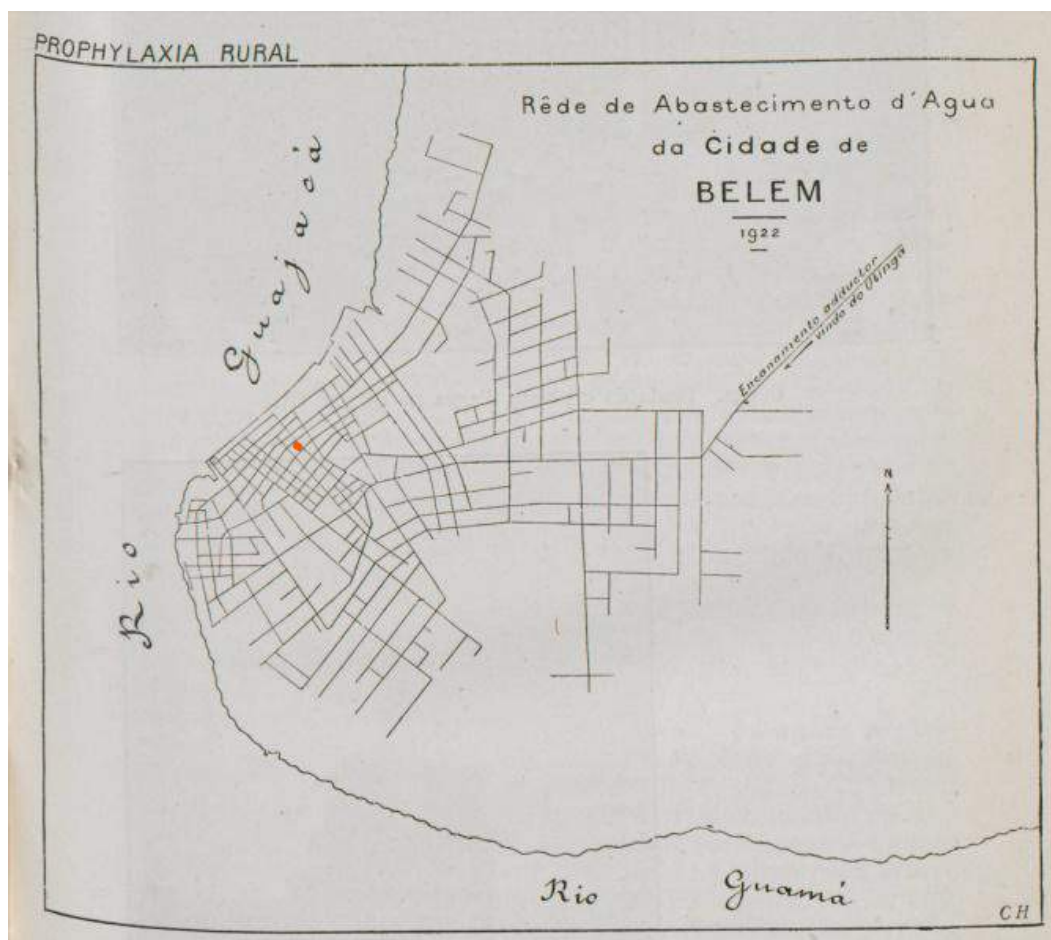 PROPHYLAXIA RURAL
Rêde de Abastecimento d'Agua
da Cidade de
BELEM
1922
Encanamento adductor
vindo do Utinga
Rio Guajará
N
Rio Guamá
CH